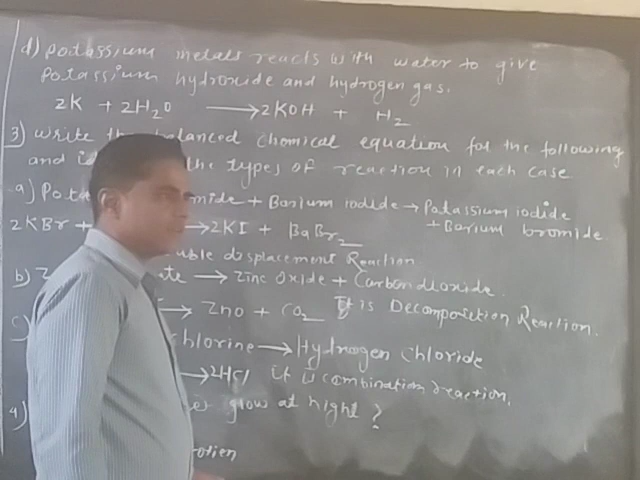 d) potassium metals reacts with water to give
potassium hydroxide and hydrogen gas.
2K + 2H2O → 2KOH + H2
3) Write the balanced chemical equation for the following
and the types of reaction in each case
a) Pota mide + Barium iodide → Potassium iodide
+ Barium bromide
2KBr + → 2KI + BaBr2
uble displacement Reaction
b) Z te → Zinc Oxide + Carbondioxide.
→ ZnO + CO2 It is Decomposition Reaction.
c) chlorine → Hydrogen Chloride
→ 2HCl it is combination reaction.
4) glow at night?